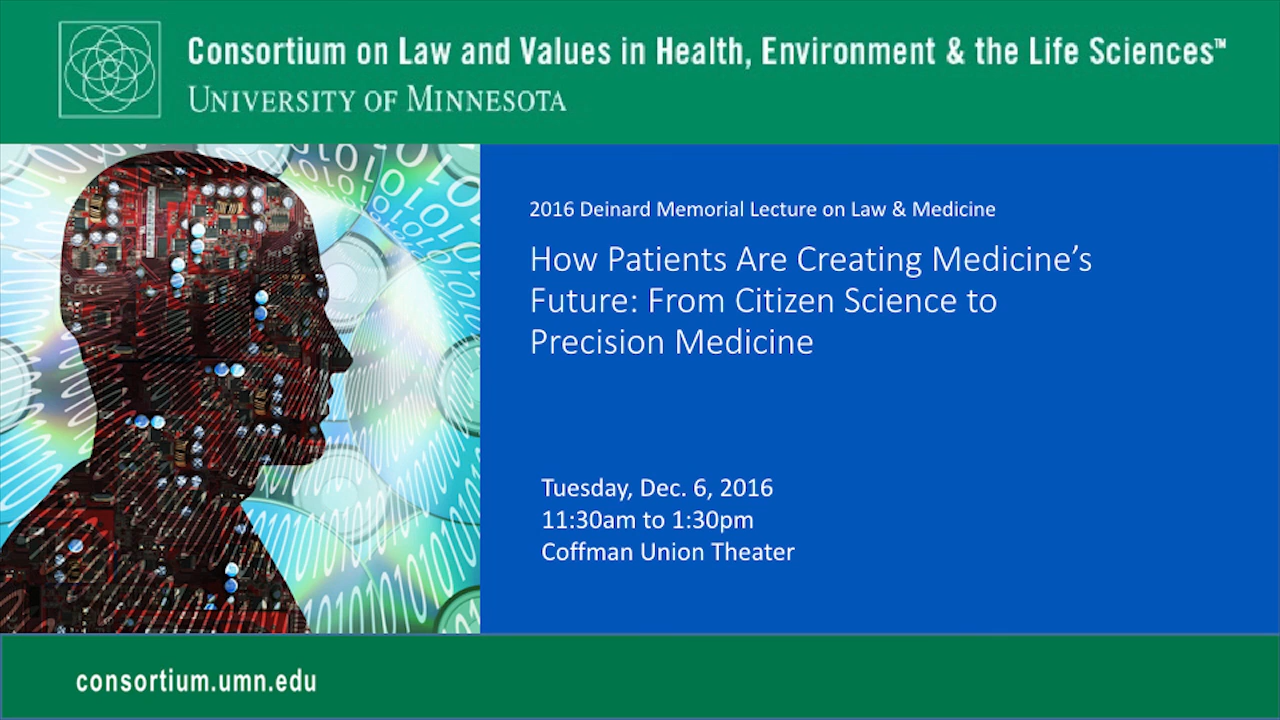 Consortium on Law and Values in Health, Environment & the Life Sciences™
UNIVERSITY OF MINNESOTA
2016 Deinard Memorial Lecture on Law & Medicine
How Patients Are Creating Medicine’s
Future: From Citizen Science to
Precision Medicine
Tuesday, Dec. 6, 2016
11:30am to 1:30pm
Coffman Union Theater
consortium.umn.edu